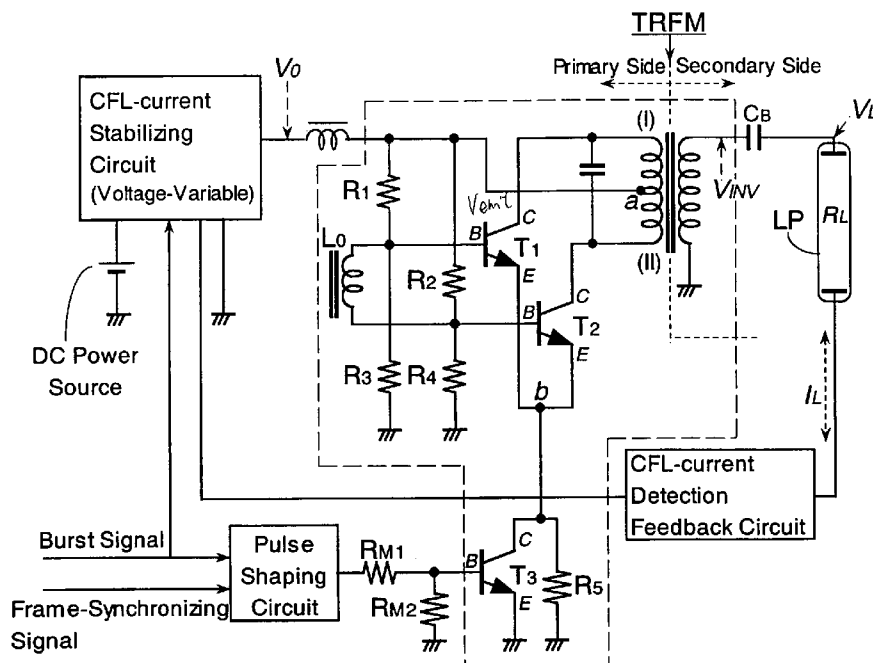 TRFM
Primary Side
Secondary Side
V0
CFL-current
Stabilizing
Circuit
(Voltage-Variable)
(I)
CB
VL
R1
Vemit
C
a
VINV
B
T1
LP
RL
L0
R2
E
(II)
C
B
T2
DC Power
Source
E
R3
R4
b
IL
CFL-current
Detection
Feedback Circuit
Burst Signal
Pulse
Shaping
Circuit
RM1
C
B
T3
R5
Frame-Synchronizing
Signal
RM2
E